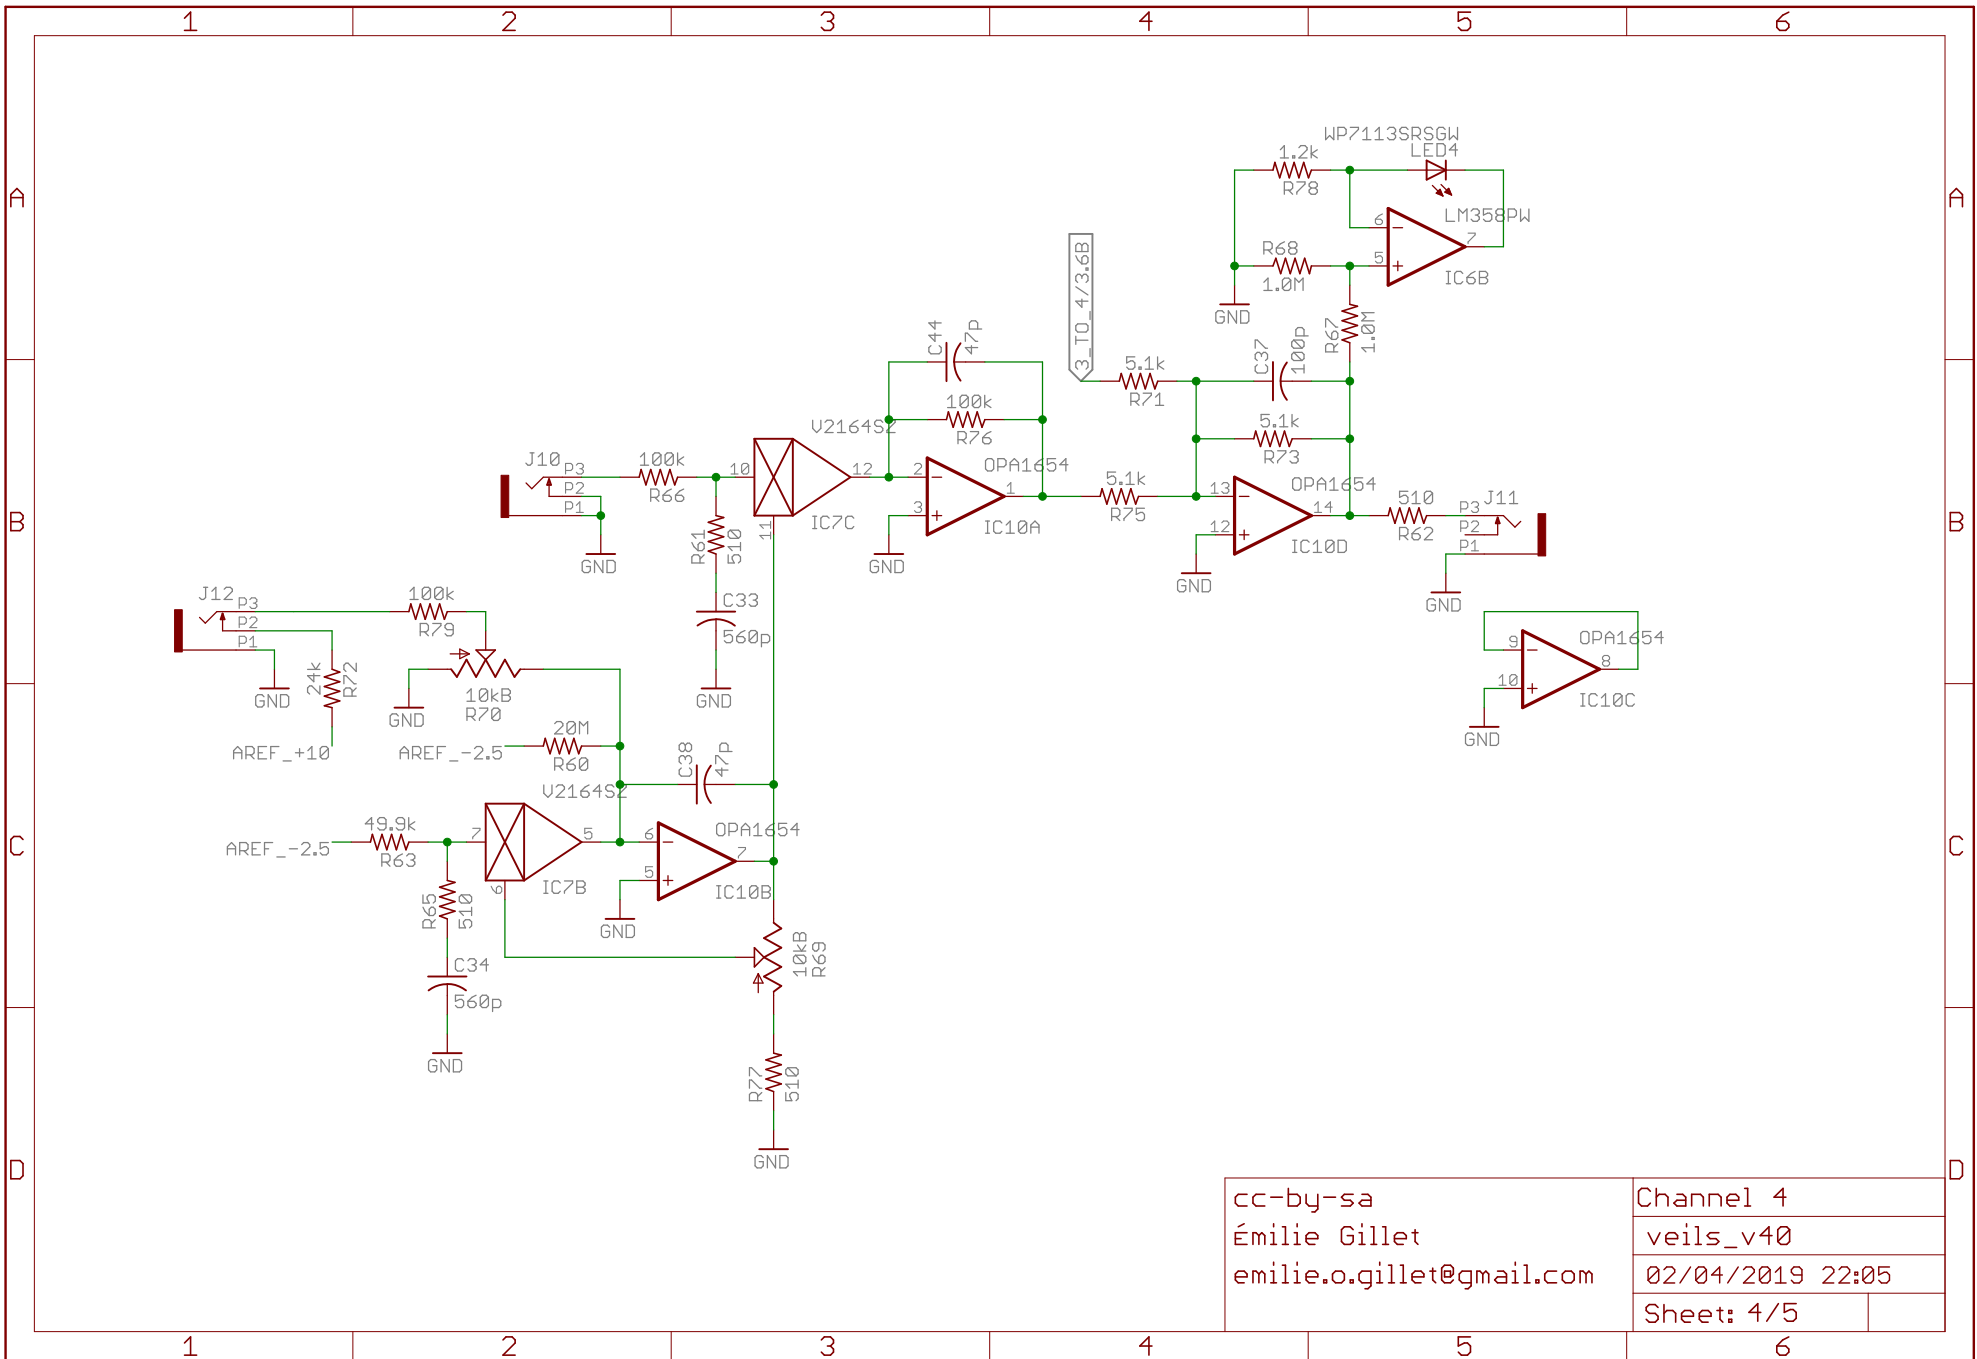 1 2 3 4 5 6
A A
WP7113SRSGW
LED4
1.2k
R78
LM358PW
6
7
5
IC6B
R68
1.0M
GND
R67
1.0M
3_TO_4/3.6B
B B
C44
47p
100k
R76
5.1k
R71
C37
100p
5.1k
R73
V2164SZ
J10
P3
P2
P1
GND
100k
R66
10
12
11
IC7C
R61
510
2
1
3
OPA1654
IC10A
GND
5.1k
R75
13
14
12
OPA1654
IC10D
GND
510
R62
J11
P3
P2
P1
GND
C33
560p
GND
J12
P3
P2
P1
GND
100k
R79
24k
R72
AREF_+10
10kB
R70
GND
9
8
10
OPA1654
IC10C
GND
C C
AREF_-2.5
20M
R60
C38
47p
V2164SZ
AREF_-2.5
49.9k
R63
7
5
6
IC7B
6
7
5
OPA1654
IC10B
GND
R65
510
C34
560p
GND
10kB
R69
R77
510
GND
D D
cc-by-sa
Émilie Gillet
emilie.o.gillet@gmail.com
Channel 4
veils_v40
02/04/2019 22:05
Sheet: 4/5
1 2 3 4 5 6